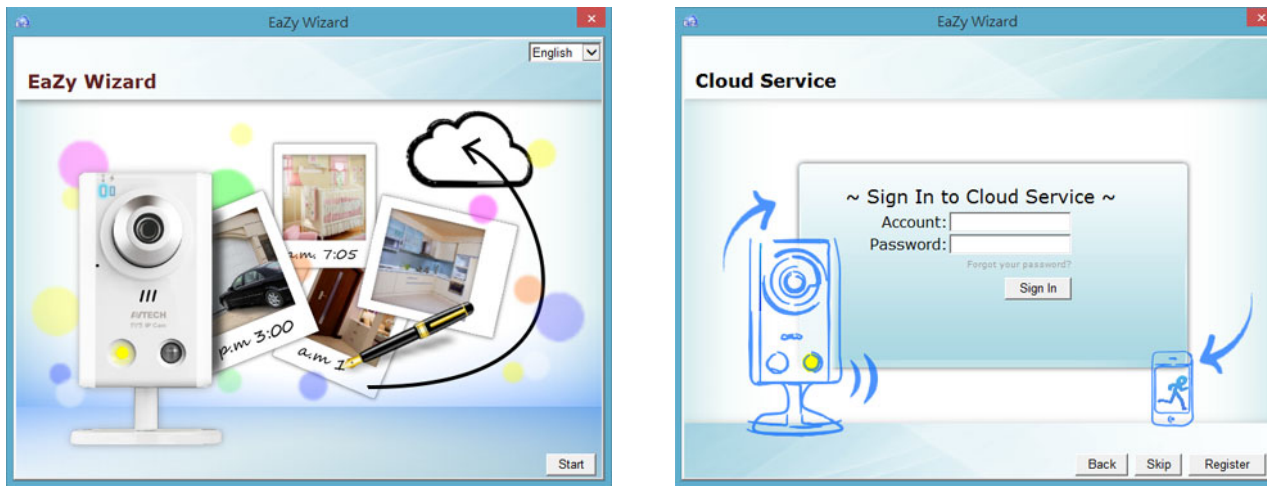 EaZy Wizard
English
EaZy Wizard
a.m. 7:05
AVTECH
p.m 3:00
a.m 1
Start
EaZy Wizard
Cloud Service
~ Sign In to Cloud Service ~
Account:
Password:
Forgot your password?
Sign In
Back Skip Register